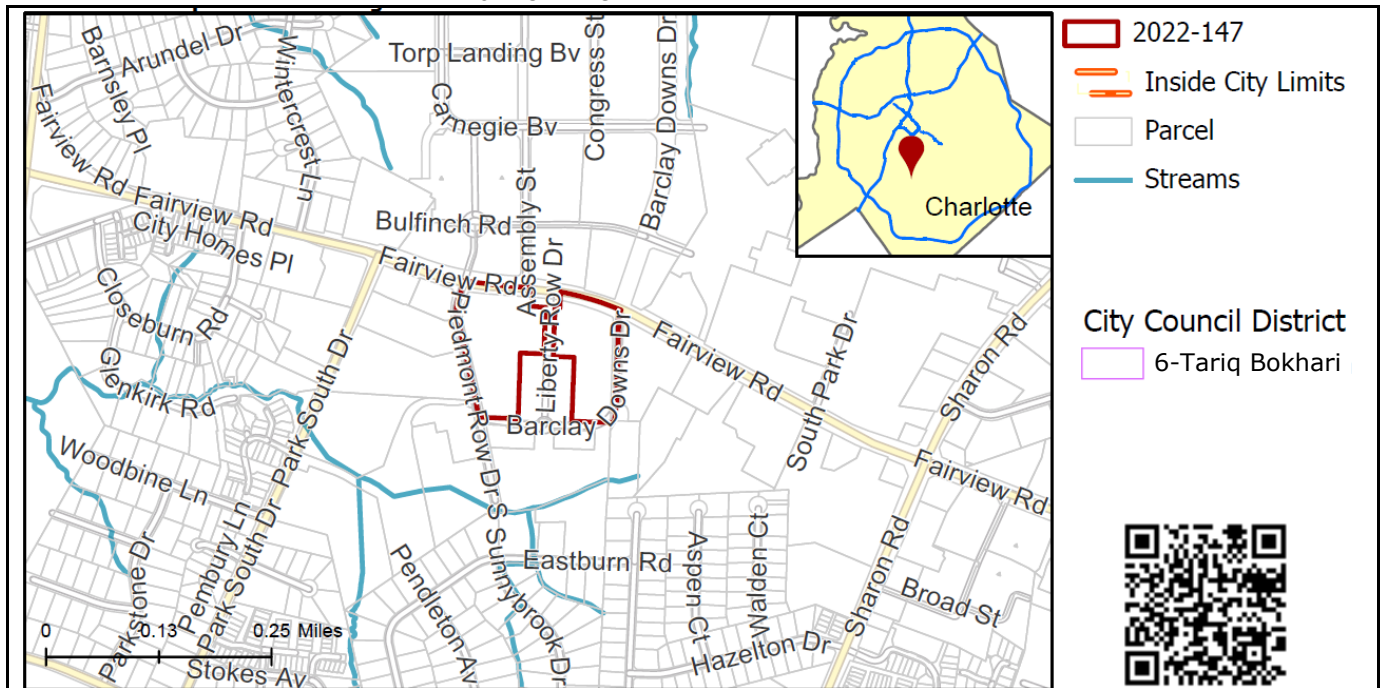 Arundel Dr
Barnsley Pl
Wintercrest Ln
Torp Landing Bv
Carnegie Bv
Congress St
Barclay Downs Dr
Fairview Rd
Fairview Rd
City Homes Pl
Bulfinch Rd
Assembly St
Fairview Rd
Liberty Row Dr
Piedmont Row Dr S
Closeburn Rd
Glenkirk Rd
Park South Dr
Barclay Downs Dr
Fairview Rd
South Park Dr
Sharon Rd
Fairview Rd
Woodbine Ln
Parkstone Dr
Pembury Ln
Park South Dr
Pendleton Av
Sunnybrook Dr
Eastburn Rd
Aspen Ct
Walden Ct
Sharon Rd
Broad St
Hazelton Dr
Stokes Av
0 0.13 0.25 Miles
Charlotte
2022-147
Inside City Limits
Parcel
Streams
City Council District
6-Tariq Bokhari